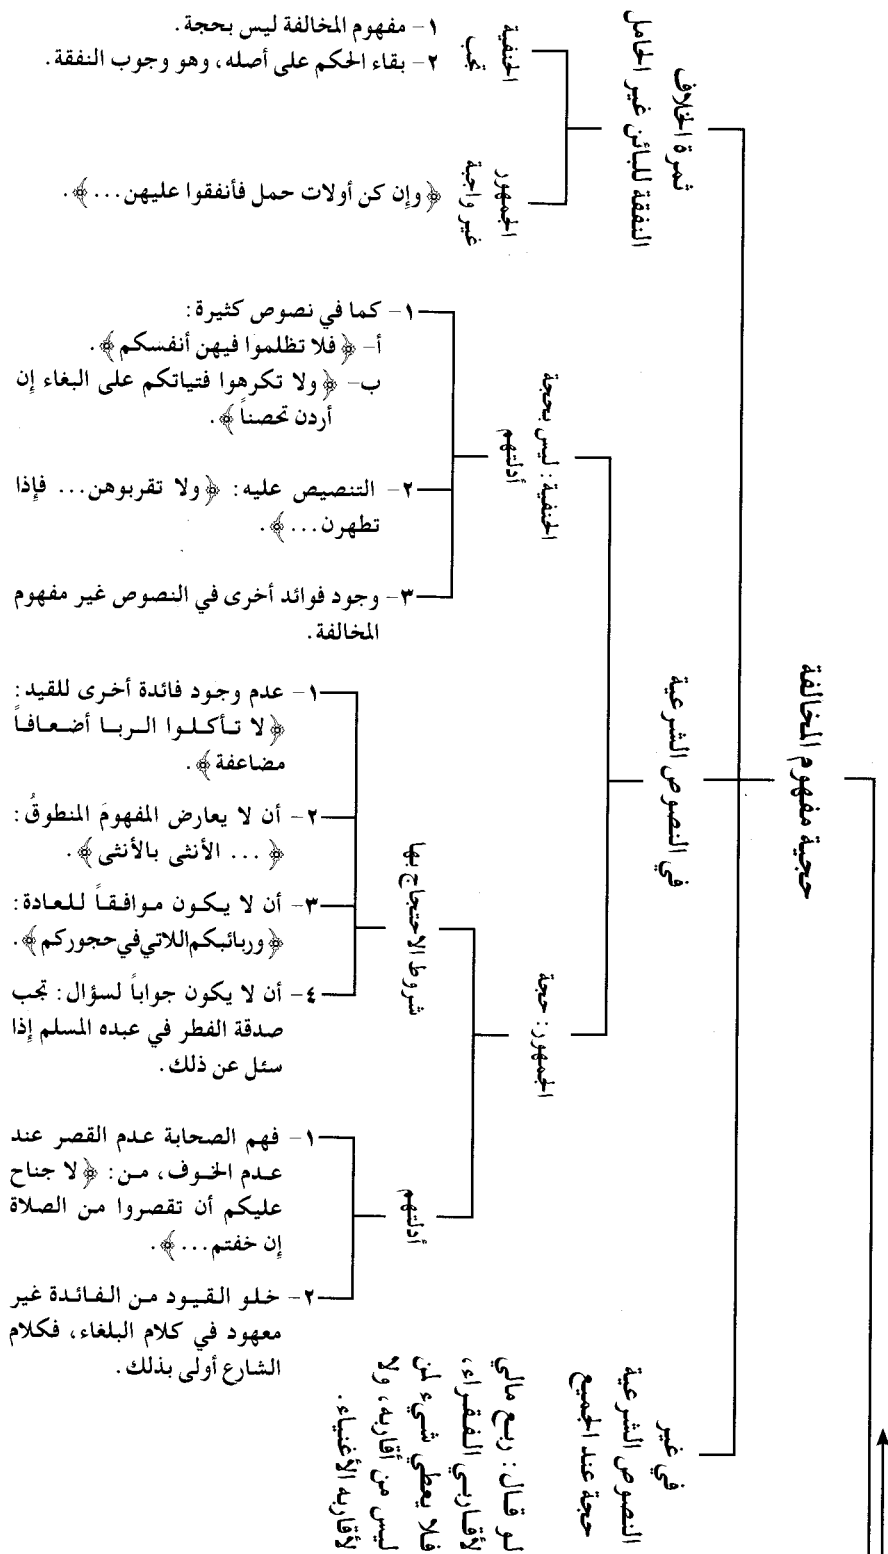 حجية مفهوم المخالفة
ثمرة الخلاف
النفقة للبائن غير الحامل
الحنفية
تجب
١- مفهوم المخالفة ليس بحجة.
٢- بقاء الحكم على أصله، وهو وجوب النفقة.
الجمهور
غير واجبة
﴿وإن كن أولات حمل فأنفقوا عليهن...﴾.
في النصوص الشرعية
الحنفية: ليس بحجة
أدلتهم
١- كما في نصوص كثيرة:
أ- ﴿فلا تظلموا فيهن أنفسكم﴾.
ب- ﴿ولا تكرهوا فتياتكم على البغاء إن
أردن تحصناً﴾.
٢- التنصيص عليه: ﴿ولا تقربوهن... فإذا
تطهرن...﴾.
٣- وجود فوائد أخرى في النصوص غير مفهوم
المخالفة.
الجمهور: حجة
شروط الاحتجاج بها
١- عدم وجود فائدة أخرى للقيد:
﴿لا تأكلوا الربا أضعافاً
مضاعفة﴾.
٢- أن لا يعارض المفهومَ المنطوقُ:
﴿... الأنثى بالأنثى﴾.
٣- أن لا يكون موافقاً للعادة:
﴿وربائبكم اللاتي في حجوركم﴾.
٤- أن لا يكون جواباً لسؤال: تجب
صدقة الفطر في عبده المسلم إذا
سئل عن ذلك.
أدلتهم
١- فهم الصحابة عدم القصر عند
عدم الخوف، من: ﴿لا جناح
عليكم أن تقصروا من الصلاة
إن خفتم...﴾.
٢- خلو القيود من الفائدة غير
معهود في كلام البلغاء، فكلام
الشارع أولى بذلك.
في غير
النصوص الشرعية
حجة عند الجميع
لو قال: ربع مالي
لأقاربي الفقراء،
فلا يعطي شيء لمن
ليس من أقاربه، ولا
لأقاربه الأغنياء.